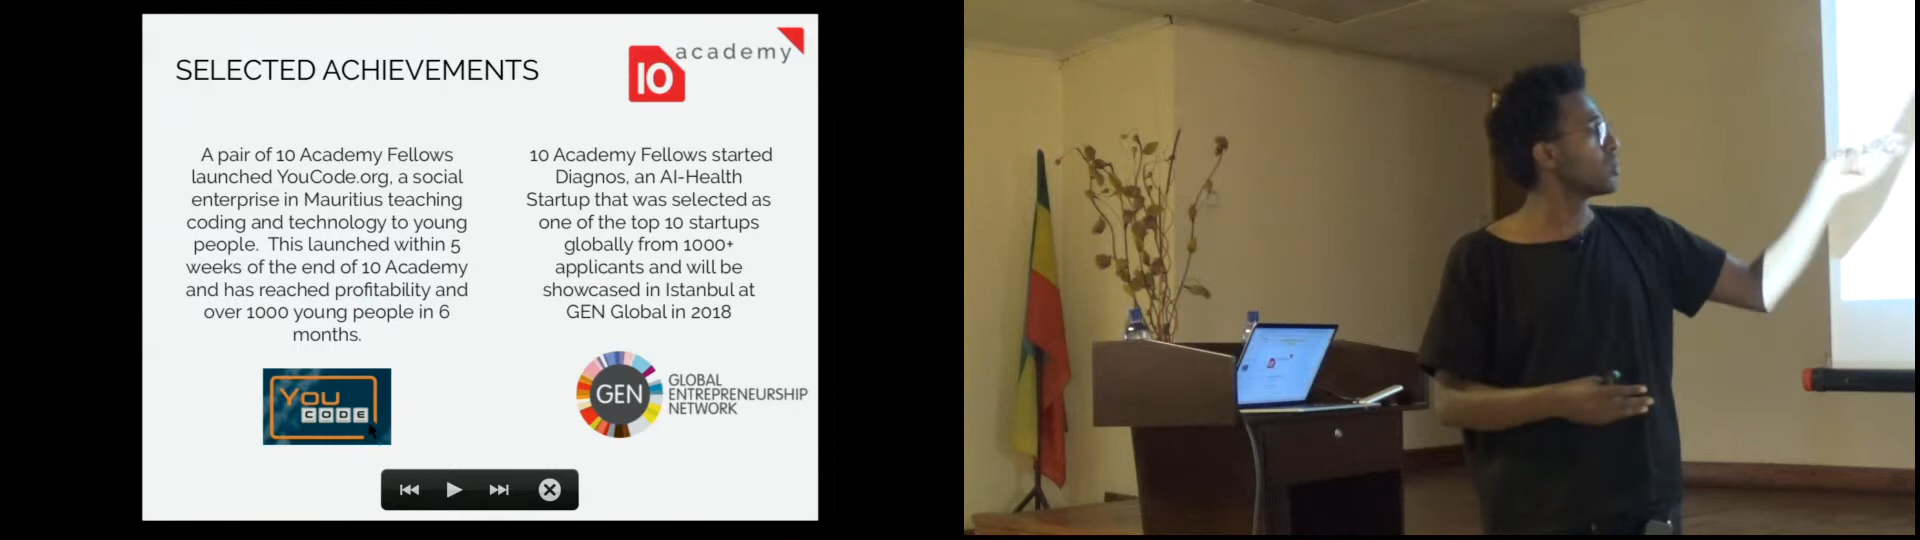 SELECTED ACHIEVEMENTS
10 academy
A pair of 10 Academy Fellows
launched YouCode.org, a social
enterprise in Mauritius teaching
coding and technology to young
people. This launched within 5
weeks of the end of 10 Academy
and has reached profitability and
over 1000 young people in 6
months.
YOU
CODE
10 Academy Fellows started
Diagnos, an AI-Health
Startup that was selected as
one of the top 10 startups
globally from 1000+
applicants and will be
showcased in Istanbul at
GEN Global in 2018
GEN
GLOBAL
ENTREPRENEURSHIP
NETWORK